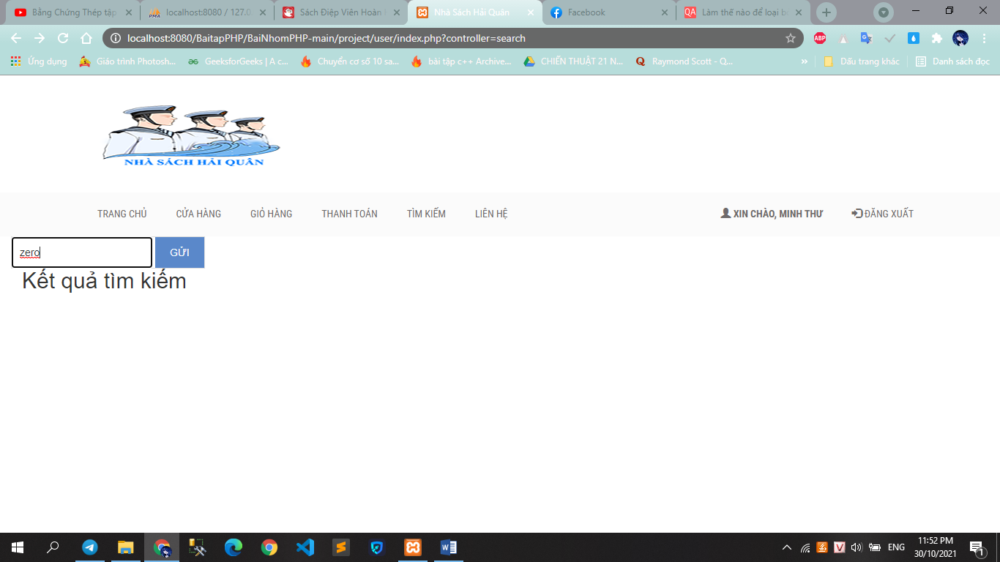 Bằng Chứng Thép tập
localhost:8080 / 127.0
Sách Điệp Viên Hoàn
Nhà Sách Hải Quân
Facebook
Làm thế nào để loại b
localhost:8080/BaitapPHP/BaiNhomPHP-main/project/user/index.php?controller=search
ABP
Ứng dụng
Giáo trình Photosh...
GeeksforGeeks | A c...
Chuyển cơ số 10 sa...
bài tập c++ Archive...
CHIẾN THUẬT 21 N...
Raymond Scott - Q...
»
Dấu trang khác
Danh sách đọc
NHÀ SÁCH HẢI QUÂN
TRANG CHỦ
CỬA HÀNG
GIỎ HÀNG
THANH TOÁN
TÌM KIẾM
LIÊN HỆ
XIN CHÀO, MINH THƯ
ĐĂNG XUẤT
zero
GỬI
Kết quả tìm kiếm
ENG
11:52 PM
30/10/2021
1